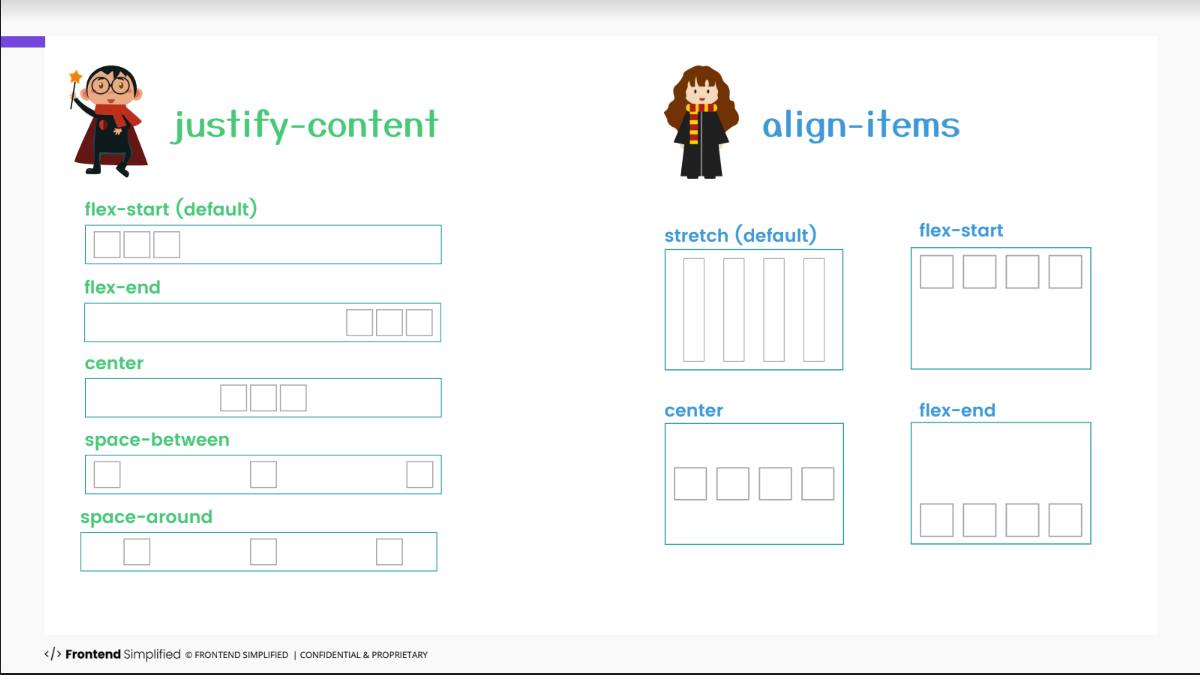 justify-content
flex-start (default)
flex-end
center
space-between
space-around
align-items
stretch (default)
flex-start
center
flex-end
</> Frontend Simplified © FRONTEND SIMPLIFIED | CONFIDENTIAL & PROPRIETARY